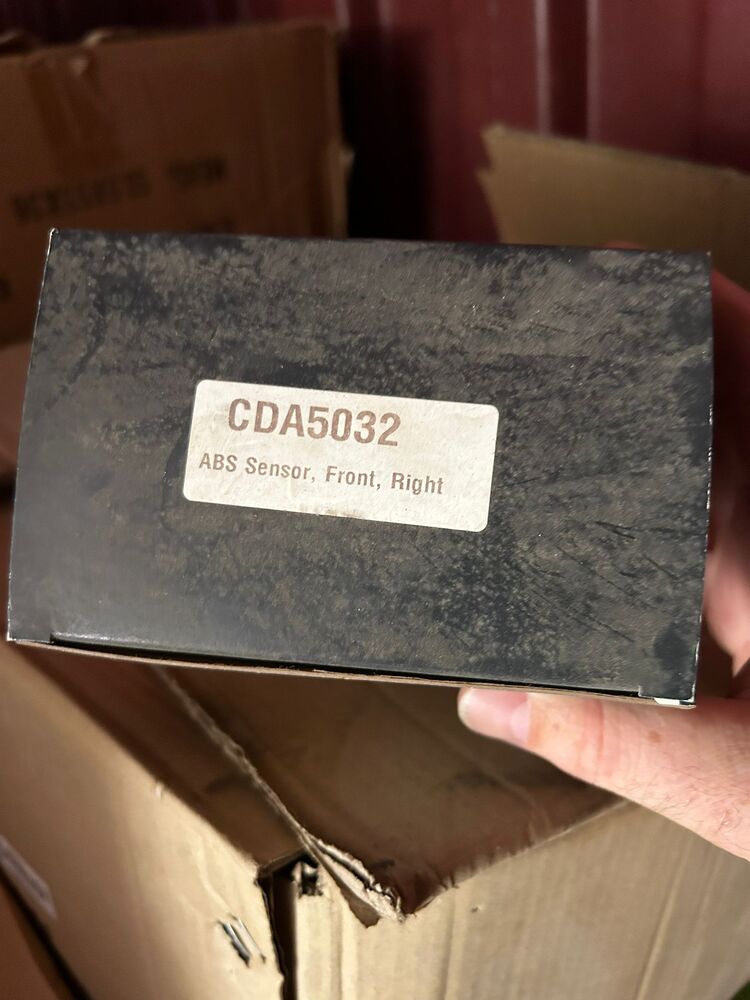 CDA5032
ABS Sensor, Front, Right